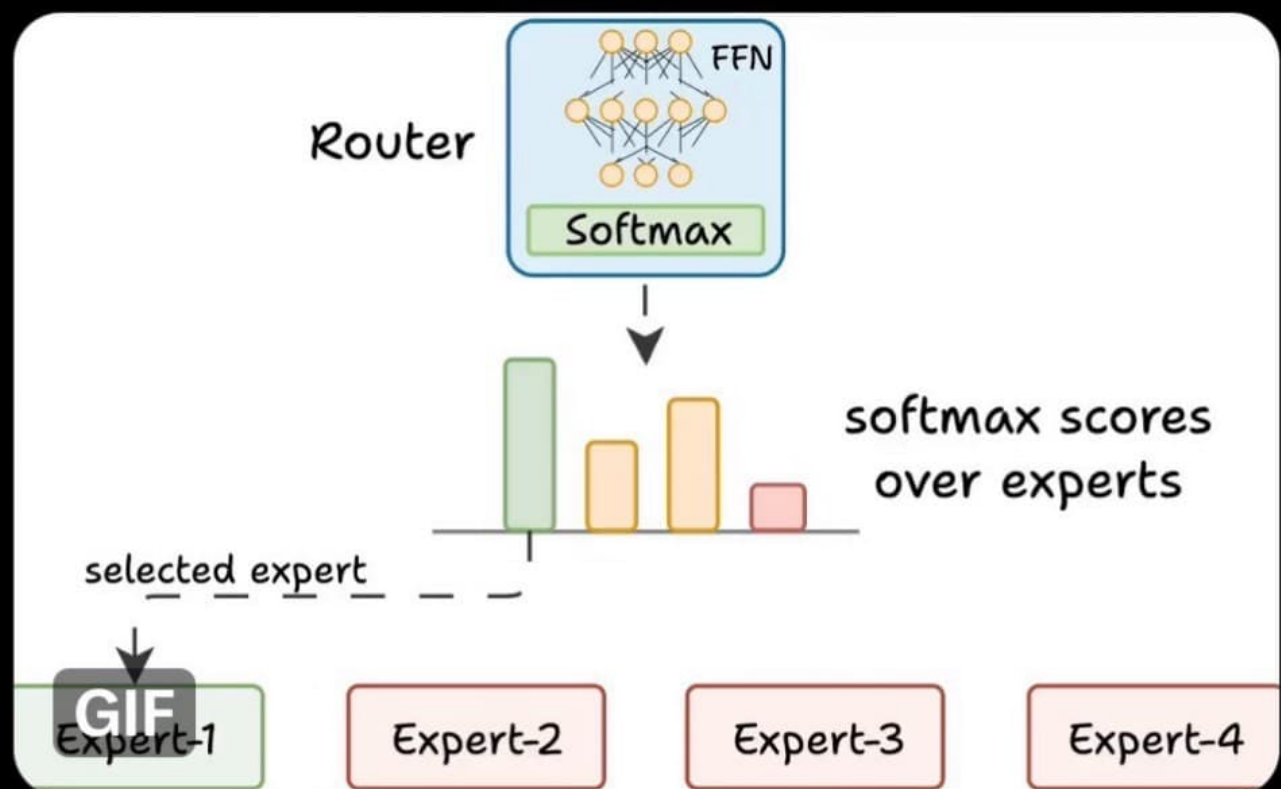 FFN
Router
Softmax
softmax scores
over experts
selected expert
GIF
Expert-1
Expert-2
Expert-3
Expert-4